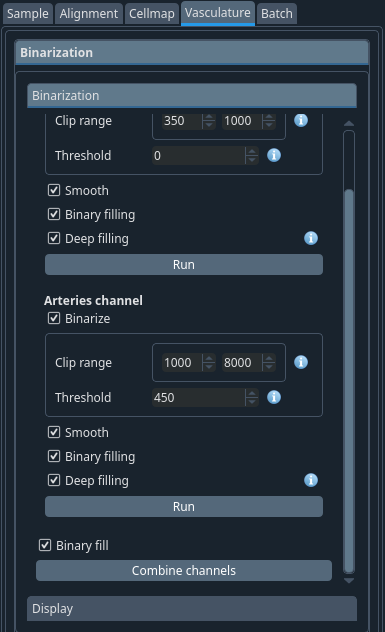 Sample Alignment Cellmap Vasculature Batch
Binarization
Binarization
Clip range 350 1000
Threshold 0
Smooth
Binary filling
Deep filling
Run
Arteries channel
Binarize
Clip range 1000 8000
Threshold 450
Smooth
Binary filling
Deep filling
Run
Binary fill
Combine channels
Display